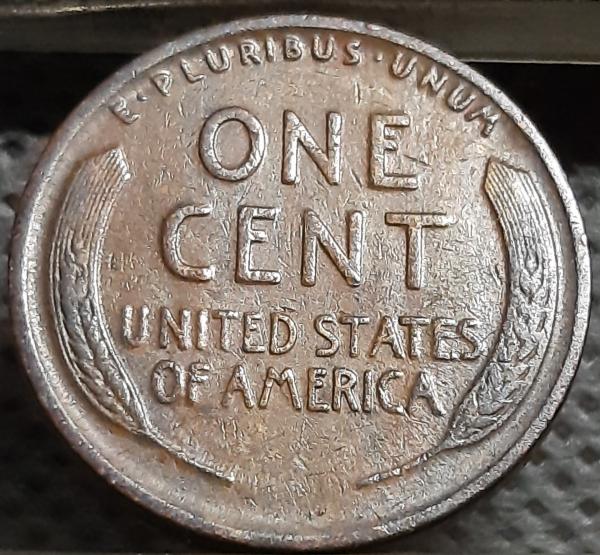 E · PLURIBUS · UNUM
ONE
CENT
UNITED STATES
OF AMERICA